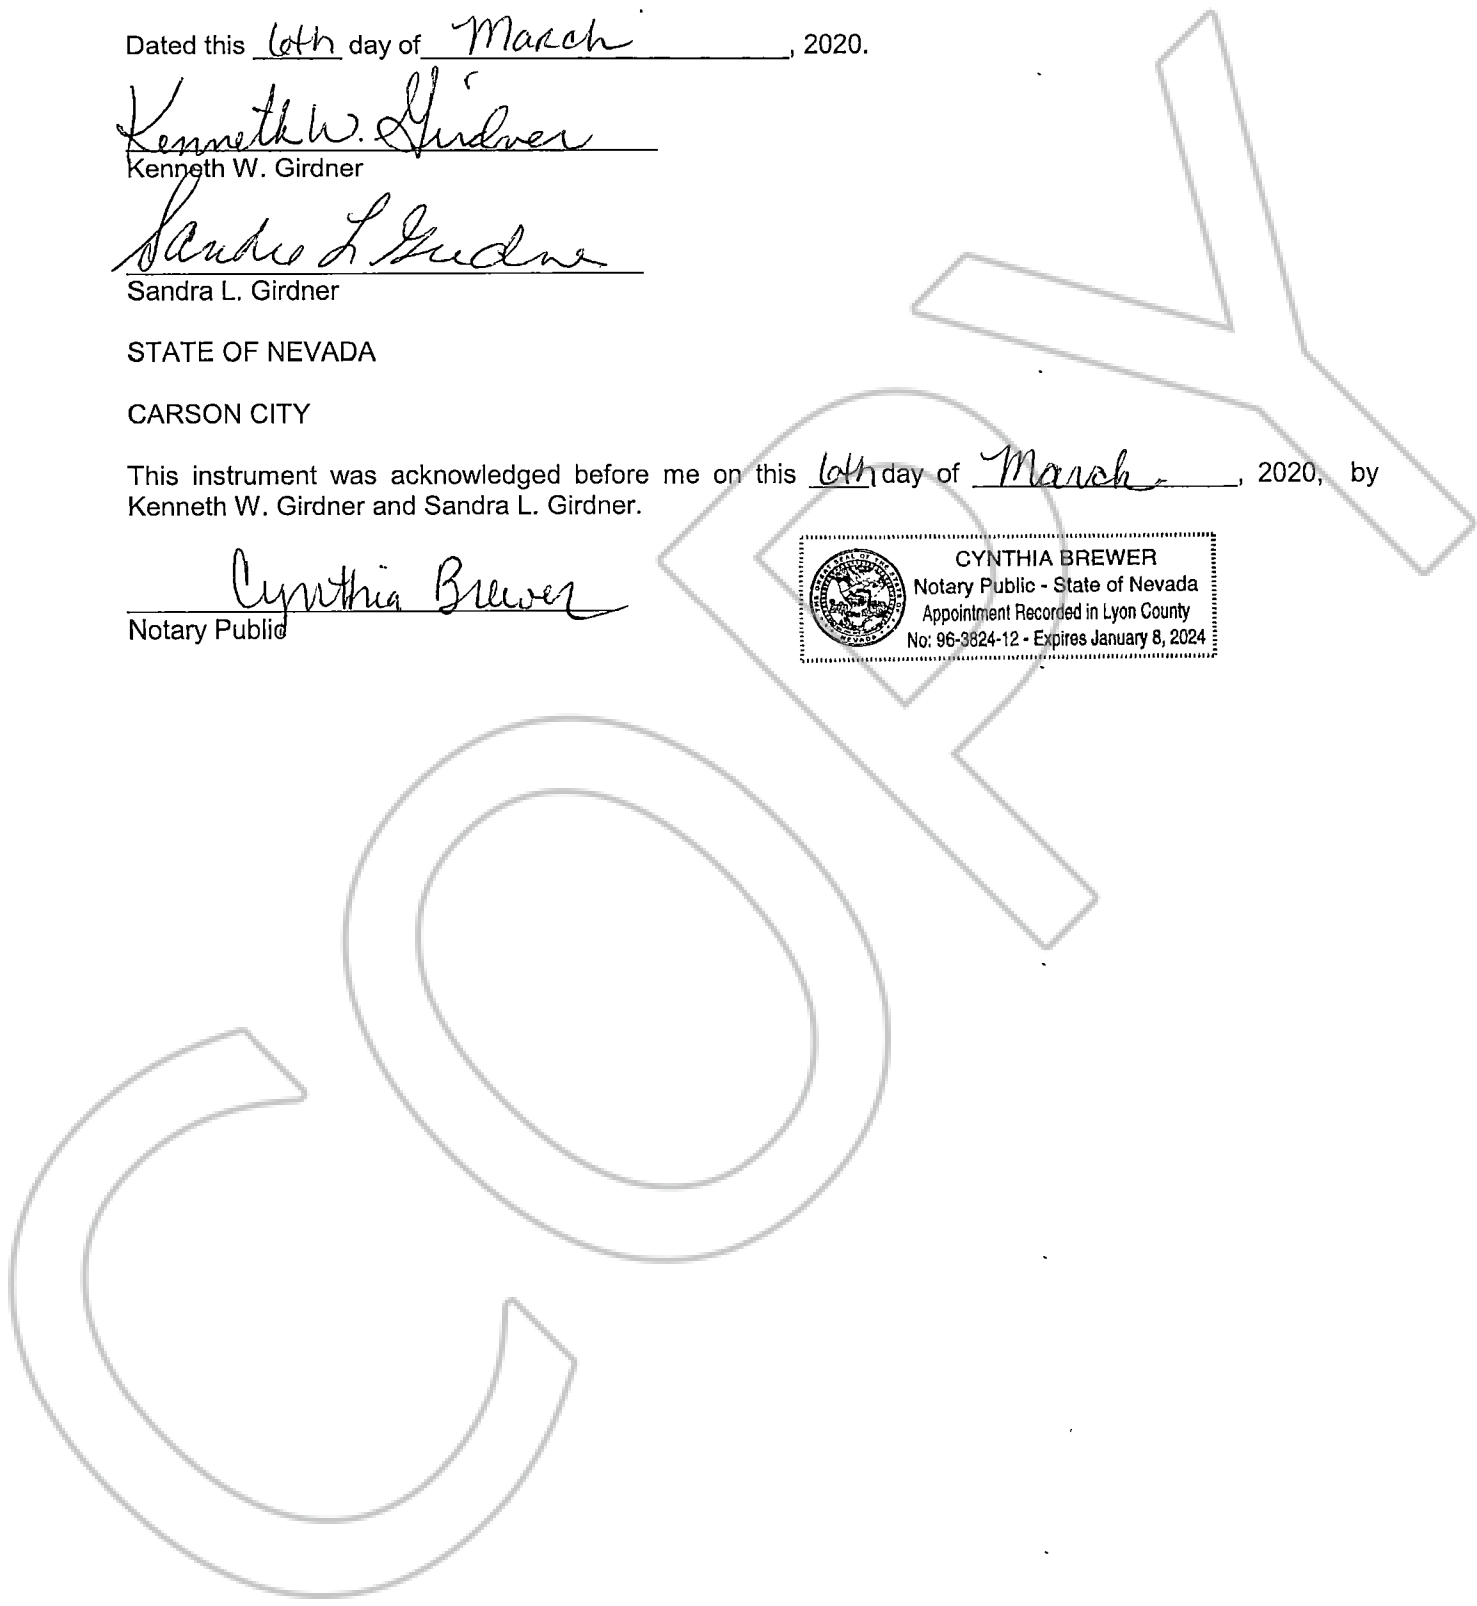 Dated this 6th day of March, 2020.
Kenneth W. Girdner
Kenneth W. Girdner
Sandra L Girdner
Sandra L. Girdner
STATE OF NEVADA
CARSON CITY
This instrument was acknowledged before me on this 6th day of March, 2020, by
Kenneth W. Girdner and Sandra L. Girdner.
Cynthia Brewer
Notary Public
CYNTHIA BREWER
Notary Public - State of Nevada
Appointment Recorded in Lyon County
No: 96-3824-12 - Expires January 8, 2024
COPY